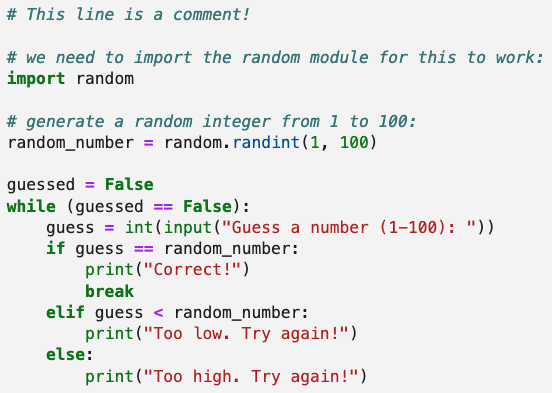 # This line is a comment!
# we need to import the random module for this to work:
import random
# generate a random integer from 1 to 100:
random_number = random.randint(1, 100)
guessed = False
while (guessed == False):
    guess = int(input("Guess a number (1-100): "))
    if guess == random_number:
        print("Correct!")
        break
    elif guess < random_number:
        print("Too low. Try again!")
    else:
        print("Too high. Try again!")